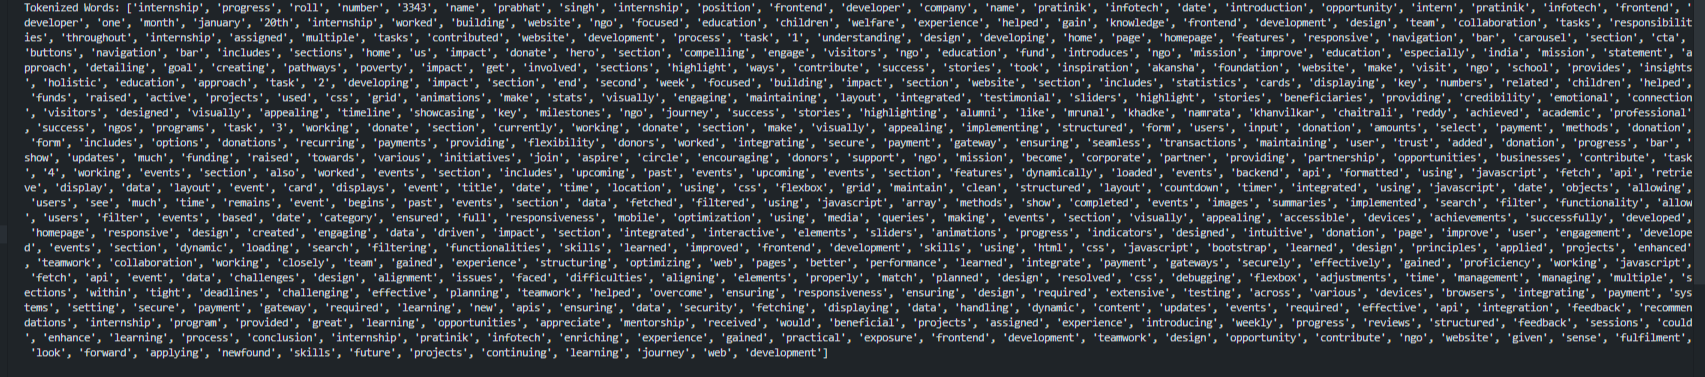 Tokenized Words: ['internship', 'progress', 'roll', 'number', '3343', 'name', 'prabhat', 'singh', 'internship', 'position', 'frontend', 'developer', 'company', 'name', 'pratinik', 'infotech', 'date', 'introduction', 'opportunity', 'intern', 'pratinik', 'infotech', 'frontend', '
developer', 'one', 'month', 'january', '20th', 'internship', 'worked', 'building', 'website', 'ngo', 'focused', 'education', 'children', 'welfare', 'experience', 'helped', 'gain', 'knowledge', 'frontend', 'development', 'design', 'team', 'collaboration', 'tasks', 'responsibilit
ies', 'throughout', 'internship', 'assigned', 'multiple', 'tasks', 'contributed', 'website', 'development', 'process', 'task', '1', 'understanding', 'design', 'developing', 'home', 'page', 'homepage', 'features', 'responsive', 'navigation', 'bar', 'carousel', 'section', 'cta',
'buttons', 'navigation', 'bar', 'includes', 'sections', 'home', 'us', 'impact', 'donate', 'hero', 'section', 'compelling', 'engage', 'visitors', 'ngo', 'education', 'fund', 'introduces', 'ngo', 'mission', 'improve', 'education', 'especially', 'india', 'mission', 'statement', 'a
pproach', 'detailing', 'goal', 'creating', 'pathways', 'poverty', 'impact', 'get', 'involved', 'sections', 'highlight', 'ways', 'contribute', 'success', 'stories', 'took', 'inspiration', 'akansha', 'foundation', 'website', 'make', 'visit', 'ngo', 'school', 'provides', 'insights
', 'holistic', 'education', 'approach', 'task', '2', 'developing', 'impact', 'section', 'end', 'second', 'week', 'focused', 'building', 'impact', 'section', 'website', 'section', 'includes', 'statistics', 'cards', 'displaying', 'key', 'numbers', 'related', 'children', 'helped',
'funds', 'raised', 'active', 'projects', 'used', 'css', 'grid', 'animations', 'make', 'stats', 'visually', 'engaging', 'maintaining', 'layout', 'integrated', 'testimonial', 'sliders', 'highlight', 'stories', 'beneficiaries', 'providing', 'credibility', 'emotional', 'connection
', 'visitors', 'designed', 'visually', 'appealing', 'timeline', 'showcasing', 'key', 'milestones', 'ngo', 'journey', 'success', 'stories', 'highlighting', 'alumni', 'like', 'mrunal', 'khadke', 'namrata', 'khanvilkar', 'chaitrali', 'reddy', 'achieved', 'academic', 'professional'
, 'success', 'ngos', 'programs', 'task', '3', 'working', 'donate', 'section', 'currently', 'working', 'donate', 'section', 'make', 'visually', 'appealing', 'implementing', 'structured', 'form', 'users', 'input', 'donation', 'amounts', 'select', 'payment', 'methods', 'donation',
'form', 'includes', 'options', 'donations', 'recurring', 'payments', 'providing', 'flexibility', 'donors', 'worked', 'integrating', 'secure', 'payment', 'gateway', 'ensuring', 'seamless', 'transactions', 'maintaining', 'user', 'trust', 'added', 'donation', 'progress', 'bar', '
show', 'updates', 'much', 'funding', 'raised', 'towards', 'various', 'initiatives', 'join', 'aspire', 'circle', 'encouraging', 'donors', 'support', 'ngo', 'mission', 'become', 'corporate', 'partner', 'providing', 'partnership', 'opportunities', 'businesses', 'contribute', 'task
', '4', 'working', 'events', 'section', 'also', 'worked', 'events', 'section', 'includes', 'upcoming', 'past', 'events', 'upcoming', 'events', 'section', 'features', 'dynamically', 'loaded', 'events', 'backend', 'api', 'formatted', 'using', 'javascript', 'fetch', 'api', 'retrie
ve', 'display', 'data', 'layout', 'event', 'card', 'displays', 'event', 'title', 'date', 'time', 'location', 'using', 'css', 'flexbox', 'grid', 'maintain', 'clean', 'structured', 'layout', 'countdown', 'timer', 'integrated', 'using', 'javascript', 'date', 'objects', 'allowing',
'users', 'see', 'much', 'time', 'remains', 'event', 'begins', 'past', 'events', 'section', 'data', 'fetched', 'filtered', 'using', 'javascript', 'array', 'methods', 'show', 'completed', 'events', 'images', 'summaries', 'implemented', 'search', 'filter', 'functionality', 'allow
', 'users', 'filter', 'events', 'based', 'date', 'category', 'ensured', 'full', 'responsiveness', 'mobile', 'optimization', 'using', 'media', 'queries', 'making', 'events', 'section', 'visually', 'appealing', 'accessible', 'devices', 'achievements', 'successfully', 'developed',
'homepage', 'responsive', 'design', 'created', 'engaging', 'data', 'driven', 'impact', 'section', 'integrated', 'interactive', 'elements', 'sliders', 'animations', 'progress', 'indicators', 'designed', 'intuitive', 'donation', 'page', 'improve', 'user', 'engagement', 'develope
d', 'events', 'section', 'dynamic', 'loading', 'search', 'filtering', 'functionalities', 'skills', 'learned', 'improved', 'frontend', 'development', 'skills', 'using', 'html', 'css', 'javascript', 'bootstrap', 'learned', 'design', 'principles', 'applied', 'projects', 'enhanced'
, 'teamwork', 'collaboration', 'working', 'closely', 'team', 'gained', 'experience', 'structuring', 'optimizing', 'web', 'pages', 'better', 'performance', 'learned', 'integrate', 'payment', 'gateways', 'securely', 'effectively', 'gained', 'proficiency', 'working', 'javascript',
'fetch', 'api', 'event', 'data', 'challenges', 'design', 'alignment', 'issues', 'faced', 'difficulties', 'aligning', 'elements', 'properly', 'match', 'planned', 'design', 'resolved', 'css', 'debugging', 'flexbox', 'adjustments', 'time', 'management', 'managing', 'multiple', 's
ections', 'within', 'tight', 'deadlines', 'challenging', 'effective', 'planning', 'teamwork', 'helped', 'overcome', 'ensuring', 'responsiveness', 'ensuring', 'design', 'required', 'extensive', 'testing', 'across', 'various', 'devices', 'browsers', 'integrating', 'payment', 'sys
tems', 'setting', 'secure', 'payment', 'gateway', 'required', 'learning', 'new', 'apis', 'ensuring', 'data', 'security', 'fetching', 'displaying', 'data', 'handling', 'dynamic', 'content', 'updates', 'events', 'required', 'effective', 'api', 'integration', 'feedback', 'recommen
dations', 'internship', 'program', 'provided', 'great', 'learning', 'opportunities', 'appreciate', 'mentorship', 'received', 'would', 'beneficial', 'projects', 'assigned', 'experience', 'introducing', 'weekly', 'progress', 'reviews', 'structured', 'feedback', 'sessions', 'could
', 'enhance', 'learning', 'process', 'conclusion', 'internship', 'pratinik', 'infotech', 'enriching', 'experience', 'gained', 'practical', 'exposure', 'frontend', 'development', 'teamwork', 'design', 'opportunity', 'contribute', 'ngo', 'website', 'given', 'sense', 'fulfilment',
'look', 'forward', 'applying', 'newfound', 'skills', 'future', 'projects', 'continuing', 'learning', 'journey', 'web', 'development']